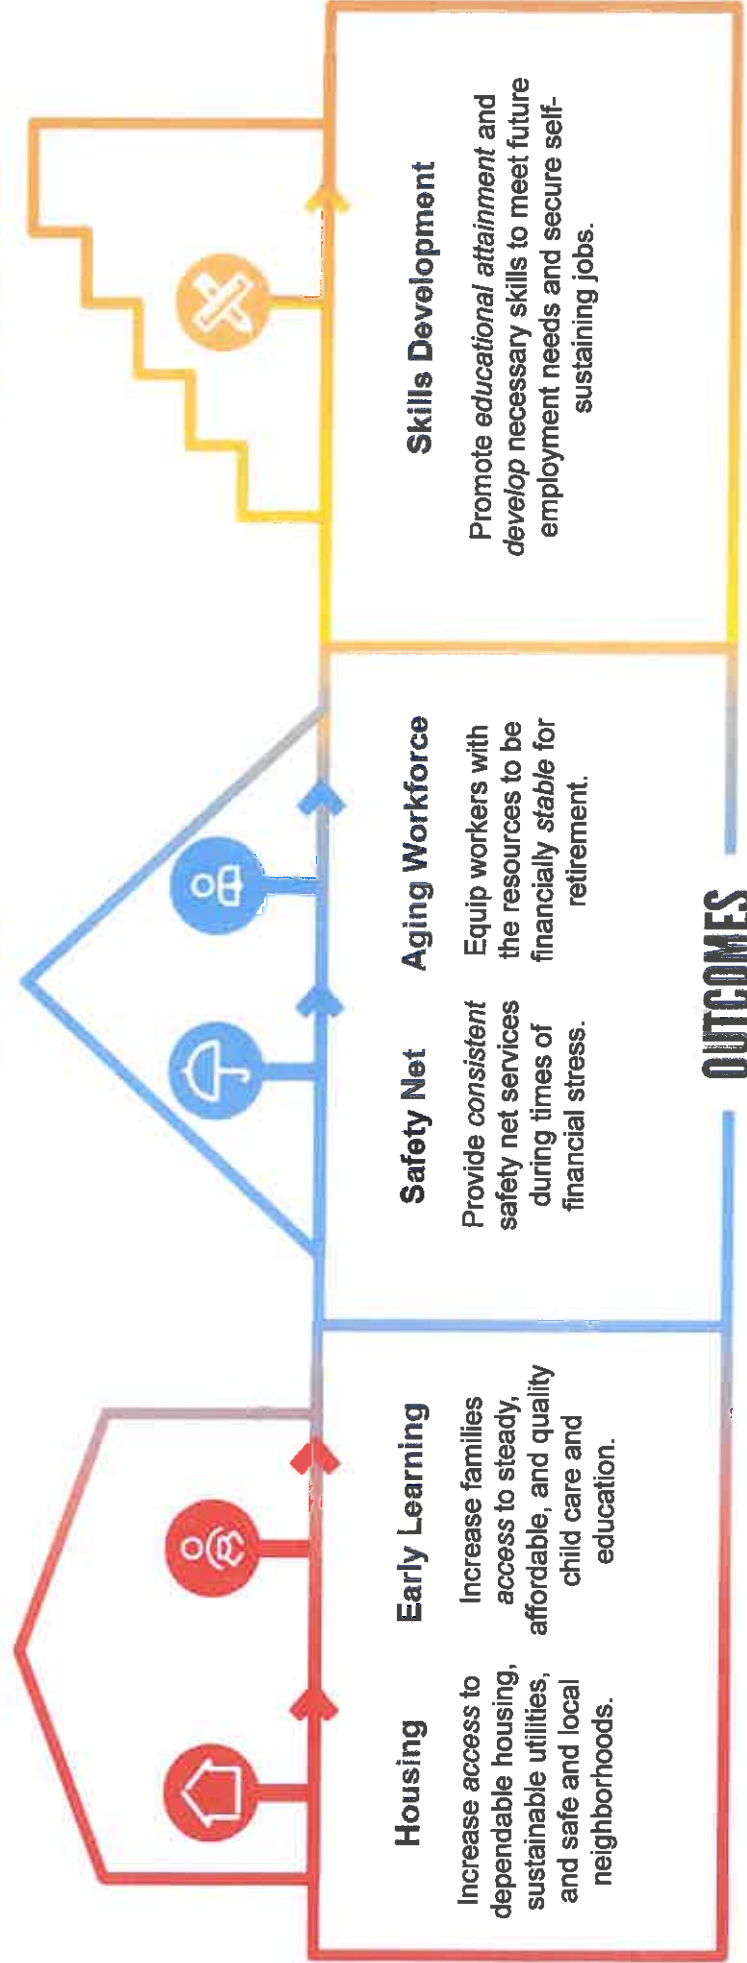 Housing
Increase access to
dependable housing,
sustainable utilities,
and safe and local
neighborhoods.
Early Learning
Increase families
access to steady,
affordable, and quality
child care and
education.
Safety Net
Provide consistent
safety net services
during times of
financial stress.
Aging Workforce
Equip workers with
the resources to be
financially stable for
retirement.
Skills Development
Promote educational attainment and
develop necessary skills to meet future
employment needs and secure self-
sustaining jobs.
OUTCOMES